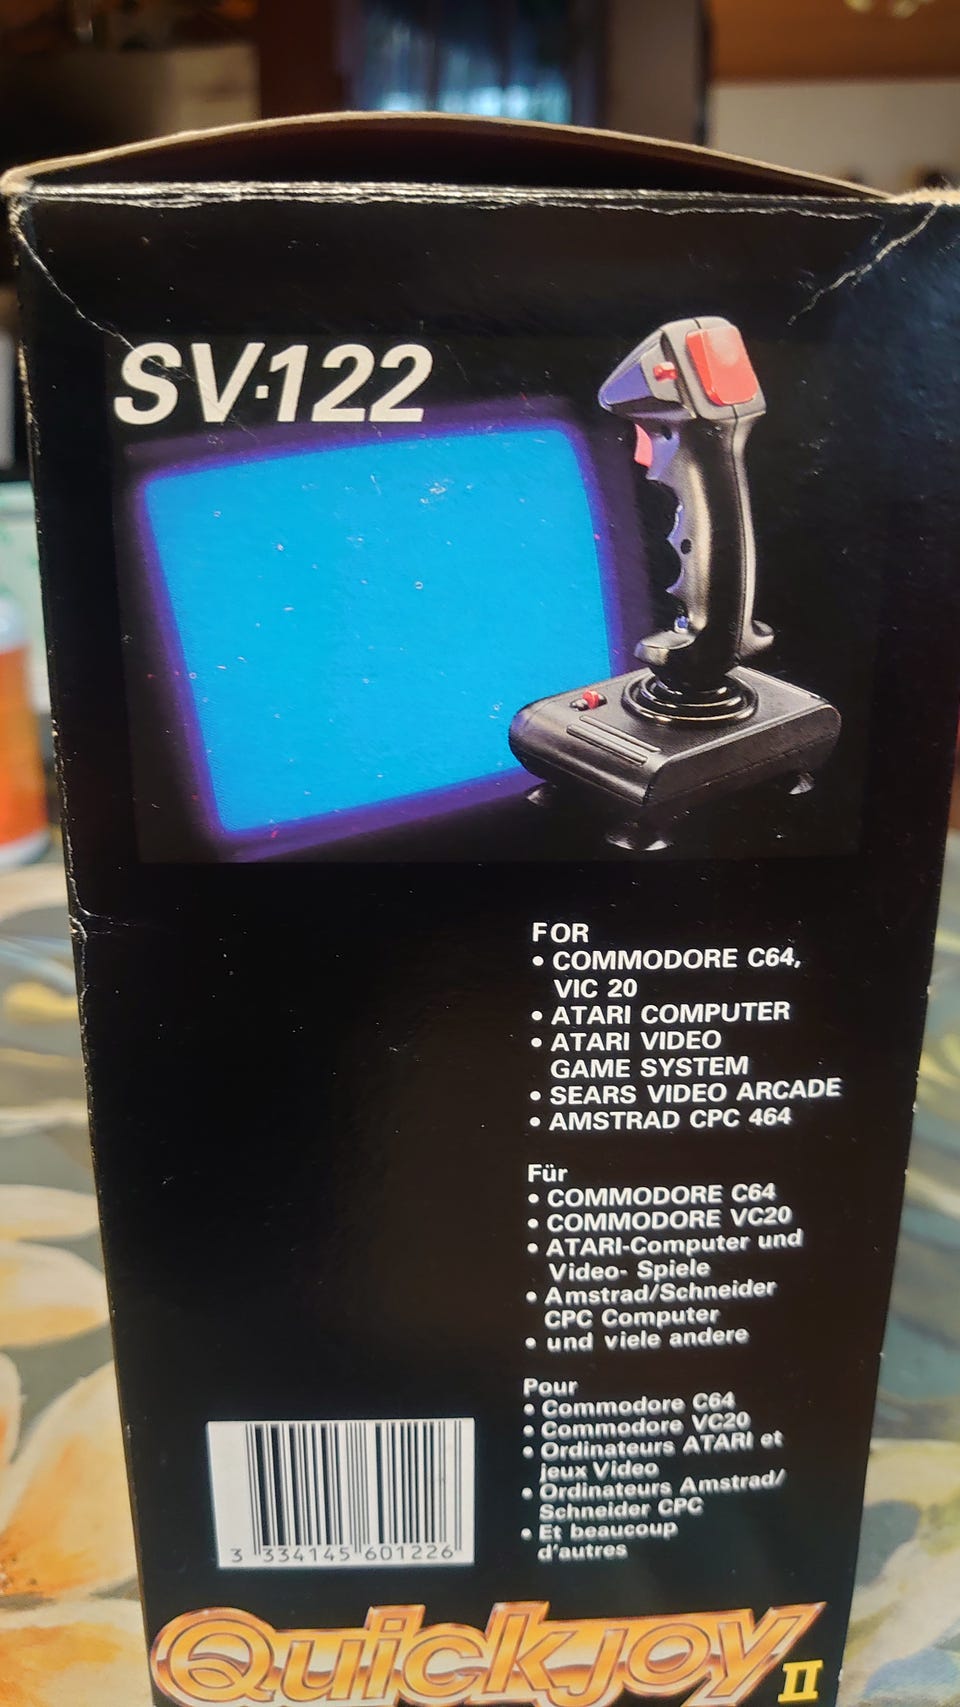 SV-122
FOR
• COMMODORE C64,
VIC 20
• ATARI COMPUTER
• ATARI VIDEO
GAME SYSTEM
• SEARS VIDEO ARCADE
• AMSTRAD CPC 464
Für
• COMMODORE C64
• COMMODORE VC20
• ATARI-Computer und
Video- Spiele
• Amstrad/Schneider
CPC Computer
• und viele andere
Pour
• Commodore C64
• Commodore VC20
• Ordinateurs ATARI et
jeux Video
• Ordinateurs Amstrad/
Schneider CPC
• Et beaucoup
d'autres
3 334145 601226
Quickjoy II